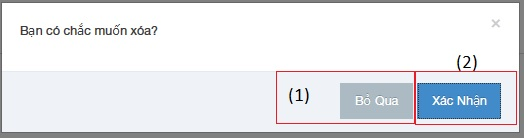 Bạn có chắc muốn xóa?
×
(2)
(1) Bỏ Qua Xác Nhận